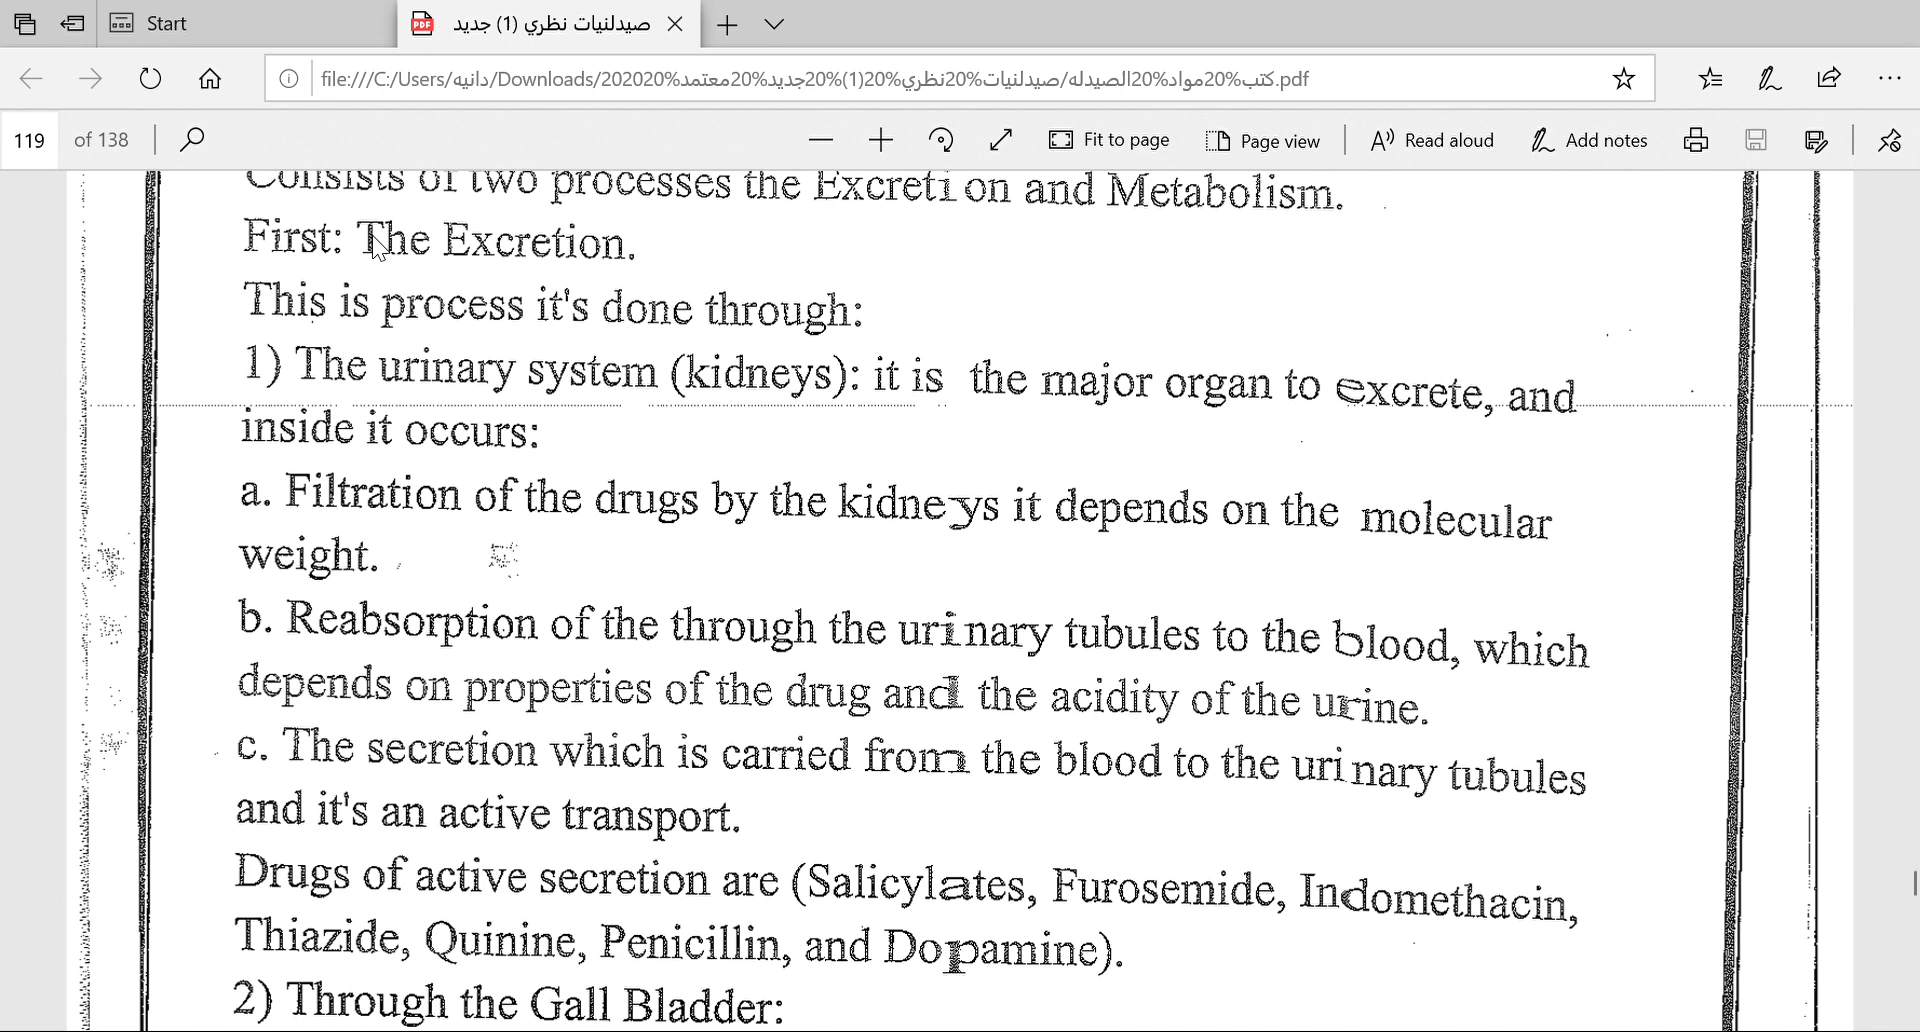 Start
صيدلنيات نظري (1) جديد
file:///C:/Users/دانيه/Downloads/202020%كتب%20مواد%20الصيدله/صيدلنيات%20نظري%20(1)%20جديد%20معتمد.pdf
119 of 138
Fit to page
Page view
Read aloud
Add notes
Consists of two processes the Excretion and Metabolism.
First: The Excretion.
This is process it's done through:
1) The urinary system (kidneys): it is the major organ to excrete, and
inside it occurs:
a. Filtration of the drugs by the kidneys it depends on the molecular
weight.
b. Reabsorption of the through the urinary tubules to the blood, which
depends on properties of the drug and the acidity of the urine.
c. The secretion which is carried from the blood to the urinary tubules
and it's an active transport.
Drugs of active secretion are (Salicylates, Furosemide, Indomethacin,
Thiazide, Quinine, Penicillin, and Dopamine).
2) Through the Gall Bladder: